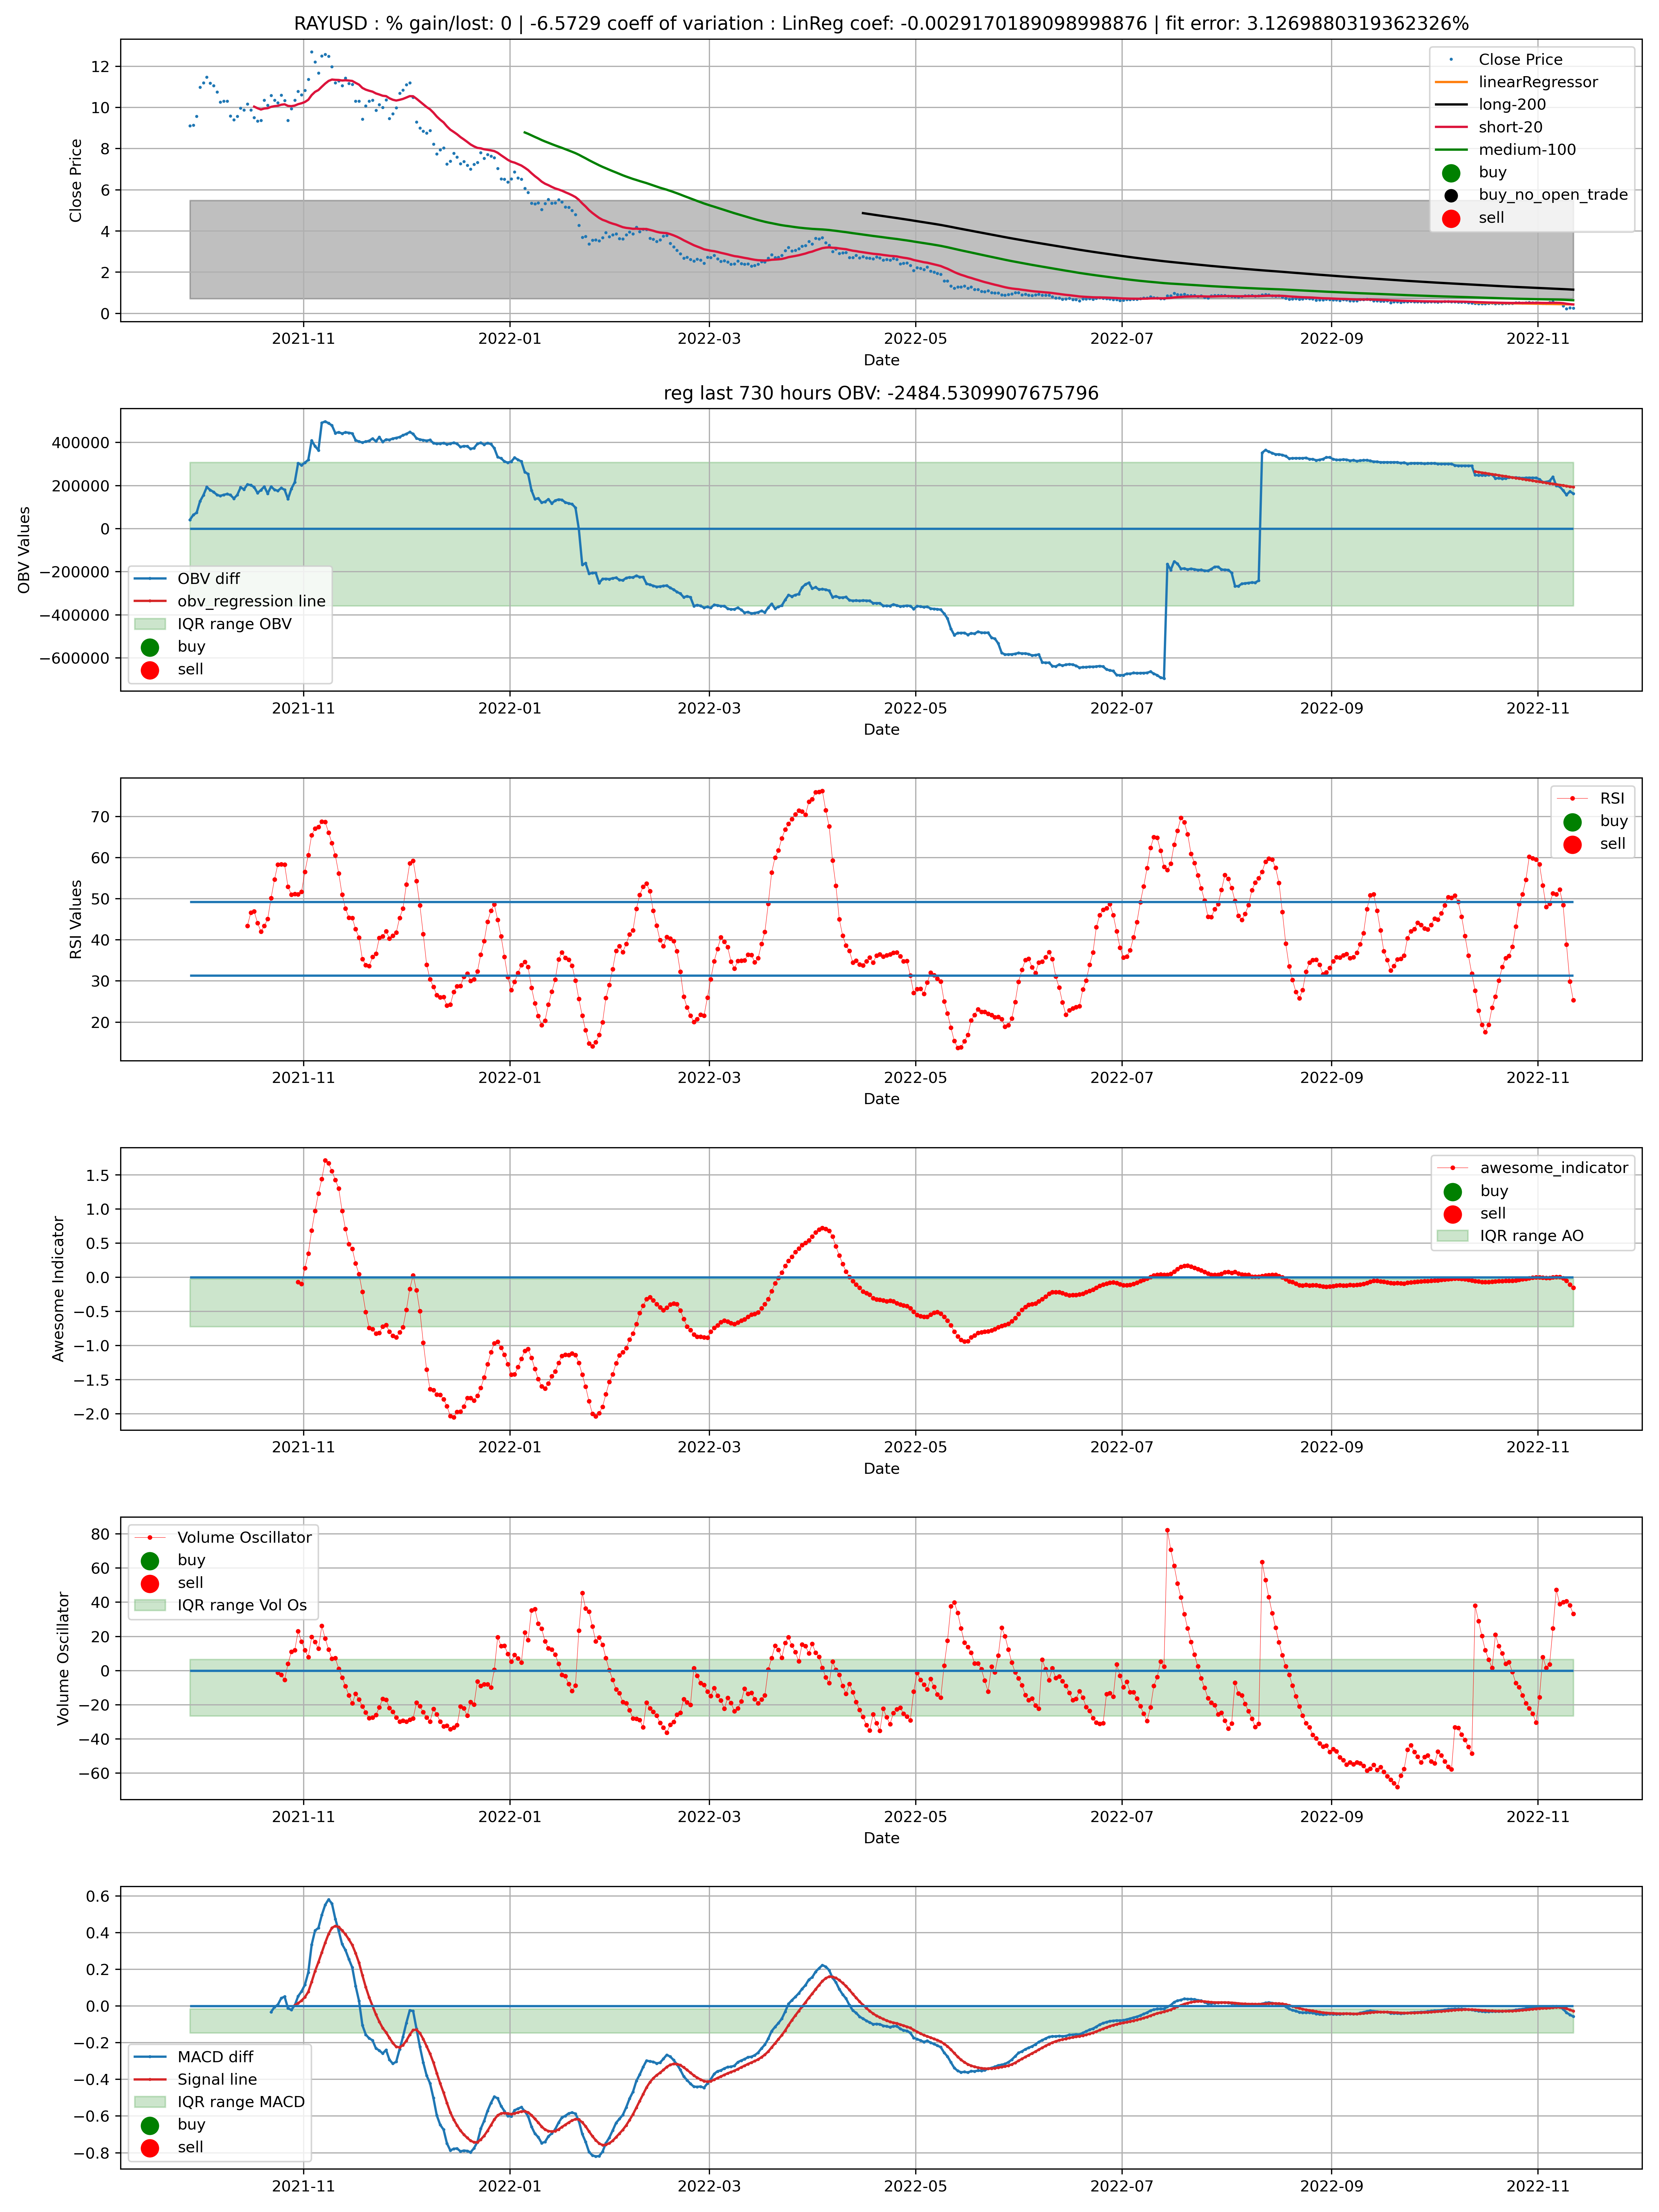 RAYUSD : % gain/lost: 0 | -6.5729 coeff of variation : LinReg coef: -0.0029170189098998876 | fit error: 3.1269880319362326%
Close Price
12
10
8
6
4
2
0
Close Price
linearRegressor
long-200
short-20
medium-100
buy
buy_no_open_trade
sell
2021-11 2022-01 2022-03 2022-05 2022-07 2022-09 2022-11
Date
reg last 730 hours OBV: -2484.5309907675796
OBV Values
400000
200000
0
−200000
−400000
−600000
OBV diff
obv_regression line
IQR range OBV
buy
sell
2021-11 2022-01 2022-03 2022-05 2022-07 2022-09 2022-11
Date
RSI Values
70
60
50
40
30
20
RSI
buy
sell
2021-11 2022-01 2022-03 2022-05 2022-07 2022-09 2022-11
Date
Awesome Indicator
1.5
1.0
0.5
0.0
−0.5
−1.0
−1.5
−2.0
awesome_indicator
buy
sell
IQR range AO
2021-11 2022-01 2022-03 2022-05 2022-07 2022-09 2022-11
Date
Volume Oscillator
80
60
40
20
0
−20
−40
−60
Volume Oscillator
buy
sell
IQR range Vol Os
2021-11 2022-01 2022-03 2022-05 2022-07 2022-09 2022-11
Date
0.6
0.4
0.2
0.0
−0.2
−0.4
−0.6
−0.8
MACD diff
Signal line
IQR range MACD
buy
sell
2021-11 2022-01 2022-03 2022-05 2022-07 2022-09 2022-11